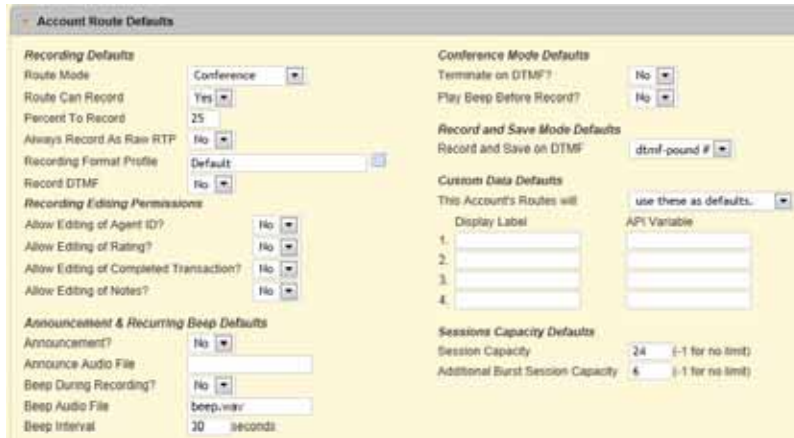 Account Route Defaults
Recording Defaults
Route Mode Conference
Route Can Record Yes
Percent To Record 25
Always Record As Raw RTP No
Recording Format Profile Default
Record DTMF No
Recording Editing Permissions
Allow Editing of Agent ID? No
Allow Editing of Rating? No
Allow Editing of Completed Transaction? No
Allow Editing of Notes? No
Announcement & Recurring Beep Defaults
Announcement? No
Announce Audio File
Beep During Recording? No
Beep Audio File beep.wav
Beep Interval 30 seconds
Conference Mode Defaults
Terminate on DTMF? No
Play Beep Before Record? No
Record and Save Mode Defaults
Record and Save on DTMF dtmf-pound #
Custom Data Defaults
This Account's Routes will use these as defaults.
Display Label API Variable
1.
2.
3.
4.
Sessions Capacity Defaults
Session Capacity 24 (-1 for no limit)
Additional Burst Session Capacity 6 (-1 for no limit)